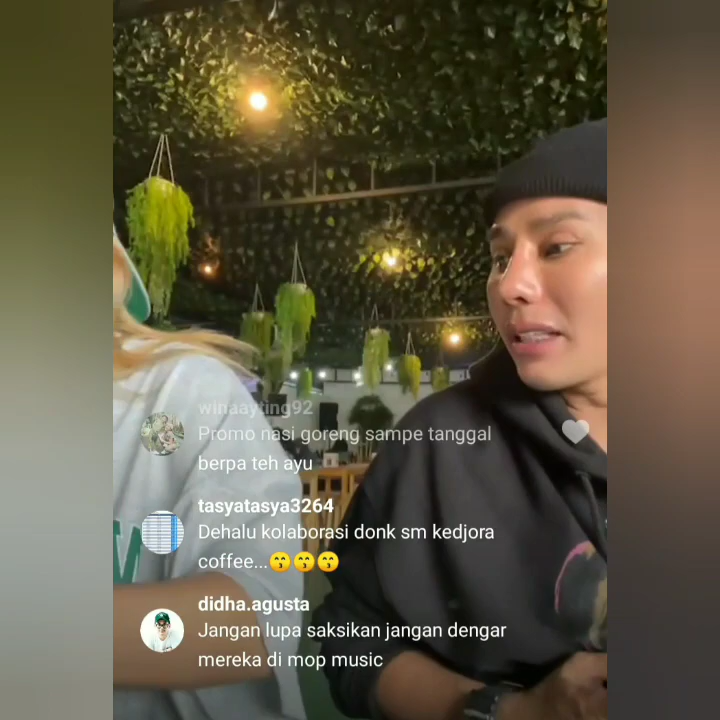 winaayting92
Promo nasi goreng sampe tanggal
berpa teh ayu
tasyatasya3264
Dehalu kolaborasi donk sm kedjora
coffee...😙😙😙
didha.agusta
Jangan lupa saksikan jangan dengar
mereka di mop music